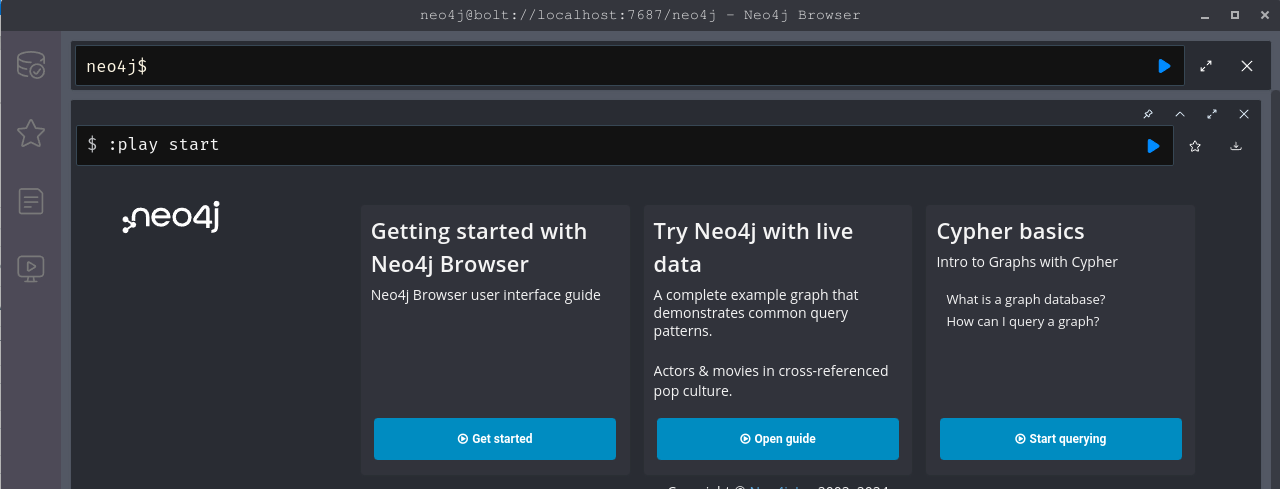 neo4j@bolt://localhost:7687/neo4j - Neo4j Browser
neo4j$
$ :play start
neo4j
Getting started with
Neo4j Browser
Neo4j Browser user interface guide
Get started
Try Neo4j with live
data
A complete example graph that
demonstrates common query
patterns.
Actors & movies in cross-referenced
pop culture.
Open guide
Cypher basics
Intro to Graphs with Cypher
What is a graph database?
How can I query a graph?
Start querying